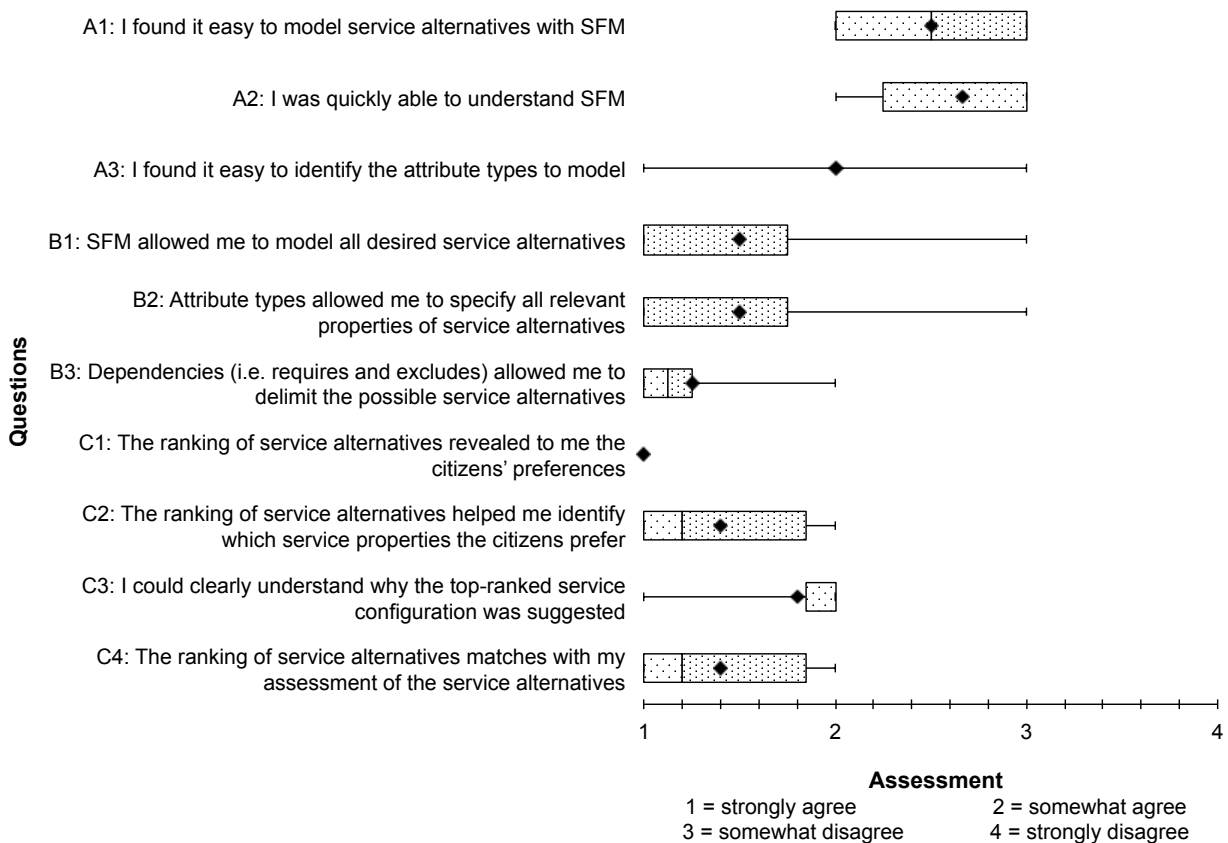 A1: I found it easy to model service alternatives with SFM
A2: I was quickly able to understand SFM
A3: I found it easy to identify the attribute types to model
B1: SFM allowed me to model all desired service alternatives
B2: Attribute types allowed me to specify all relevant
properties of service alternatives
B3: Dependencies (i.e. requires and excludes) allowed me to
delimit the possible service alternatives
C1: The ranking of service alternatives revealed to me the
citizens’ preferences
C2: The ranking of service alternatives helped me identify
which service properties the citizens prefer
C3: I could clearly understand why the top-ranked service
configuration was suggested
C4: The ranking of service alternatives matches with my
assessment of the service alternatives
Questions
1 2 3 4
Assessment
1 = strongly agree 2 = somewhat agree
3 = somewhat disagree 4 = strongly disagree